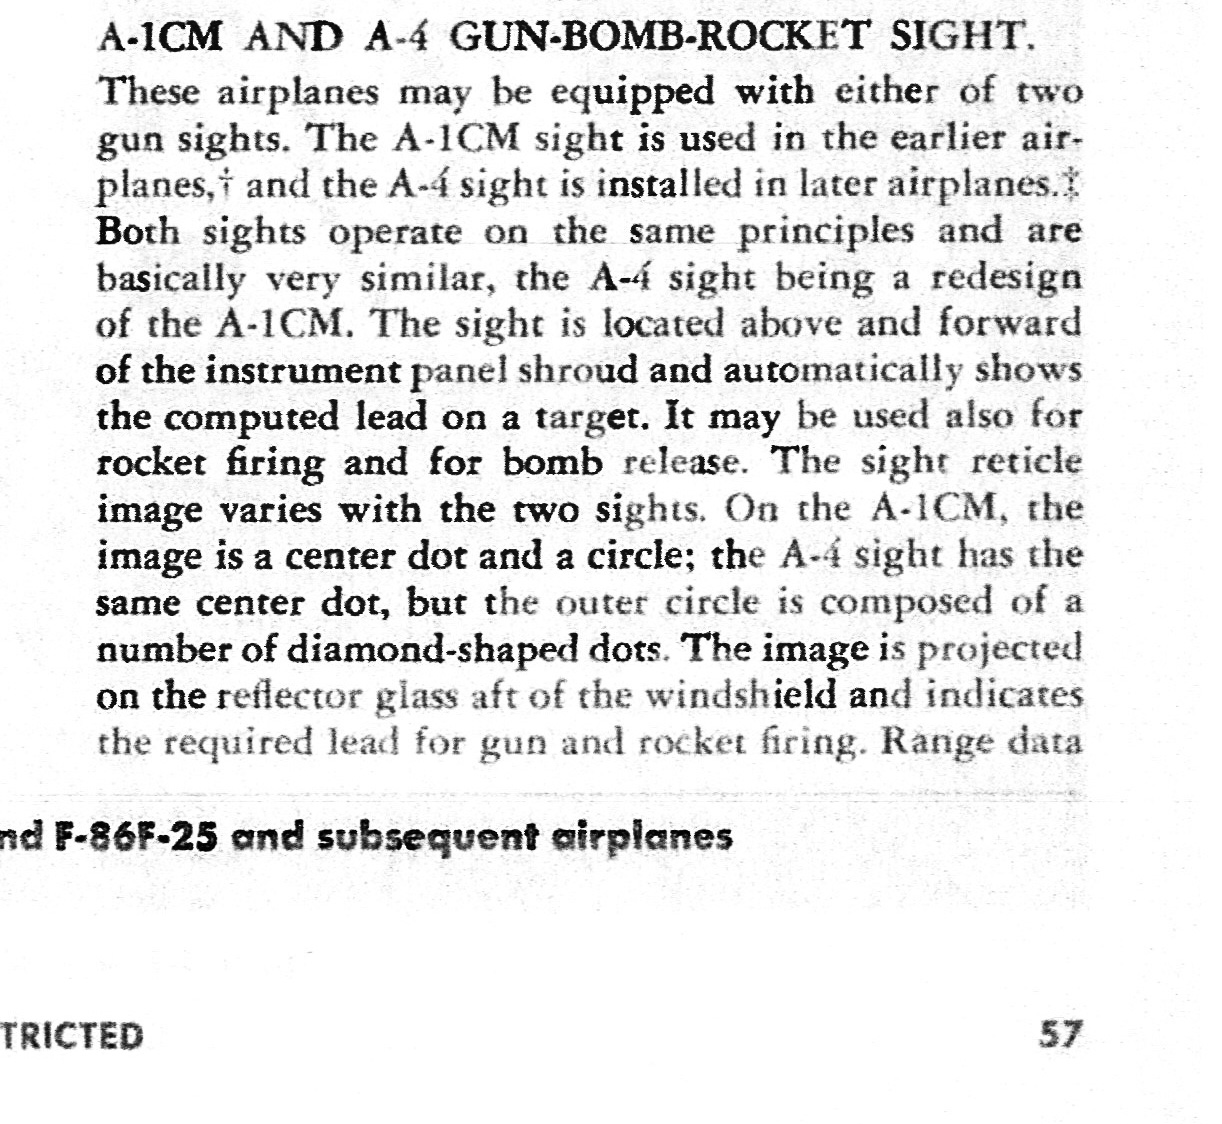 A-1CM AND A-4 GUN-BOMB-ROCKET SIGHT.
These airplanes may be equipped with either of two
gun sights. The A-1CM sight is used in the earlier air-
planes,† and the A-4 sight is installed in later airplanes.‡
Both sights operate on the same principles and are
basically very similar, the A-4 sight being a redesign
of the A-1CM. The sight is located above and forward
of the instrument panel shroud and automatically shows
the computed lead on a target. It may be used also for
rocket firing and for bomb release. The sight reticle
image varies with the two sights. On the A-1CM, the
image is a center dot and a circle; the A-4 sight has the
same center dot, but the outer circle is composed of a
number of diamond-shaped dots. The image is projected
on the reflector glass aft of the windshield and indicates
the required lead for gun and rocket firing. Range data
nd F-86F-25 and subsequent airplanes
TRICTED
57